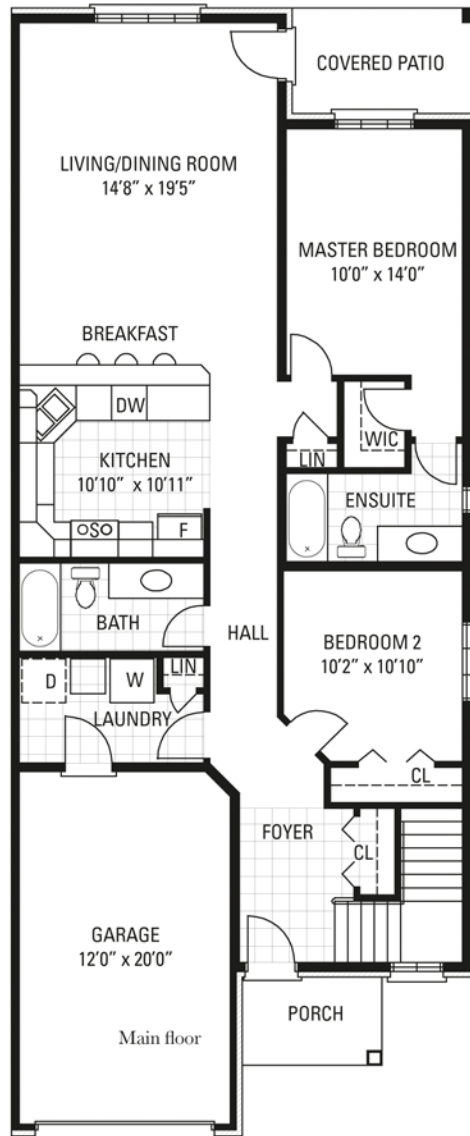 COVERED PATIO
LIVING/DINING ROOM
14'8" x 19'5"
MASTER BEDROOM
10'0" x 14'0"
BREAKFAST
DW
WIC
LIN
KITCHEN
10'10" x 10'11"
ENSUITE
S
F
BATH
HALL
BEDROOM 2
10'2" x 10'10"
LIN
D
W
LAUNDRY
CL
FOYER
CL
GARAGE
12'0" x 20'0"
Main floor
PORCH